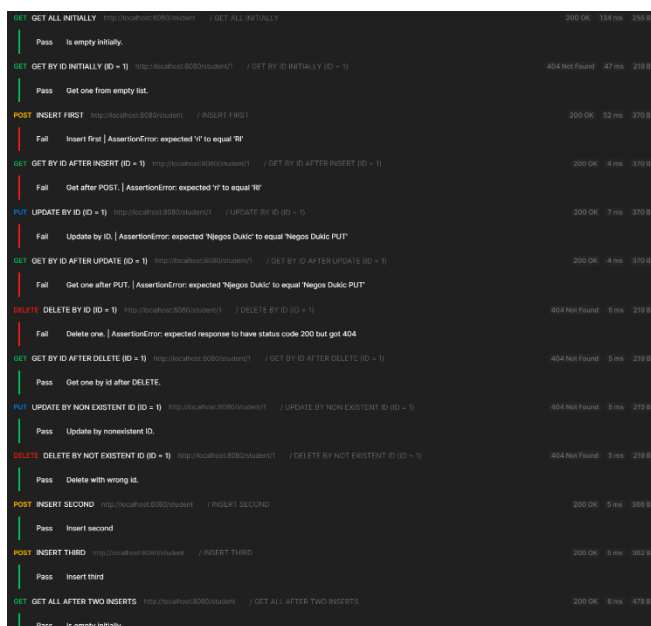 GET GET ALL INITIALLY http://localhost:8080/student / GET ALL INITIALLY 200 OK 134 ms 255 B
Pass Is empty initially.
GET GET BY ID INITIALLY (ID = 1) http://localhost:8080/student/1 / GET BY ID INITIALLY (ID = 1) 404 Not Found 47 ms 219 B
Pass Get one from empty list.
POST INSERT FIRST http://localhost:8080/student / INSERT FIRST 200 OK 52 ms 370 B
Fail Insert first | AssertionError: expected 'ri' to equal 'RI'
GET GET BY ID AFTER INSERT (ID = 1) http://localhost:8080/student/1 / GET BY ID AFTER INSERT (ID = 1) 200 OK 4 ms 370 B
Fail Get after POST. | AssertionError: expected 'ri' to equal 'RI'
PUT UPDATE BY ID (ID = 1) http://localhost:8080/student/1 / UPDATE BY ID (ID = 1) 200 OK 7 ms 370 B
Fail Update by ID. | AssertionError: expected 'Njegos Dukic' to equal 'Negos Dukic PUT'
GET GET BY ID AFTER UPDATE (ID = 1) http://localhost:8080/student/1 / GET BY ID AFTER UPDATE (ID = 1) 200 OK 4 ms 370 B
Fail Get one after PUT. | AssertionError: expected 'Njegos Dukic' to equal 'Negos Dukic PUT'
DELETE DELETE BY ID (ID = 1) http://localhost:8080/student/1 / DELETE BY ID (ID = 1) 404 Not Found 5 ms 219 B
Fail Delete one. | AssertionError: expected response to have status code 200 but got 404
GET GET BY ID AFTER DELETE (ID = 1) http://localhost:8080/student/1 / GET BY ID AFTER DELETE (ID = 1) 404 Not Found 5 ms 219 B
Pass Get one by id after DELETE.
PUT UPDATE BY NON EXISTENT ID (ID = 1) http://localhost:8080/student/1 / UPDATE BY NON EXISTENT ID (ID = 1) 404 Not Found 5 ms 219 B
Pass Update by nonexistent ID.
DELETE DELETE BY NOT EXISTENT ID (ID = 1) http://localhost:8080/student/1 / DELETE BY NOT EXISTENT ID (ID = 1) 404 Not Found 5 ms 219 B
Pass Delete with wrong id.
POST INSERT SECOND http://localhost:8080/student / INSERT SECOND 200 OK 5 ms 366 B
Pass Insert second
POST INSERT THIRD http://localhost:8080/student / INSERT THIRD 200 OK 5 ms 362 B
Pass Insert third
GET GET ALL AFTER TWO INSERTS http://localhost:8080/student / GET ALL AFTER TWO INSERTS 200 OK 6 ms 478 B
Pass Is empty initially